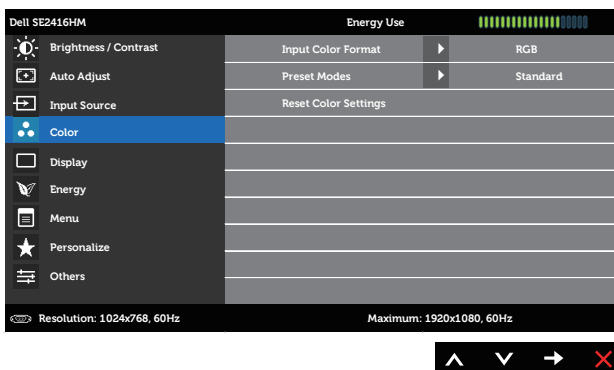 Dell SE2416HM Energy Use
Brightness / Contrast
Input Color Format RGB
Auto Adjust
Preset Modes Standard
Input Source
Reset Color Settings
Color
Display
Energy
Menu
Personalize
Others
Resolution: 1024x768, 60Hz Maximum: 1920x1080, 60Hz